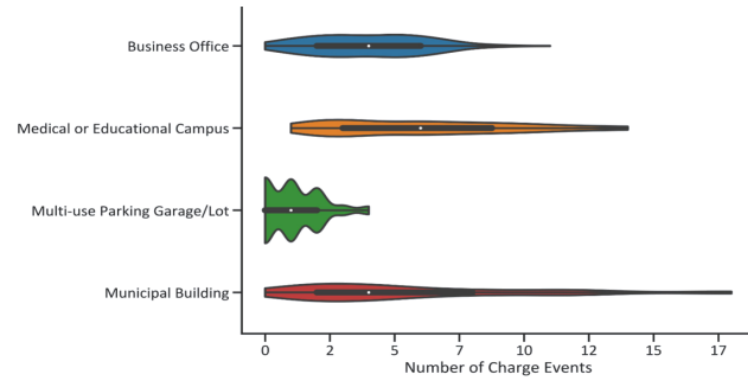 Business Office
Medical or Educational Campus
Multi-use Parking Garage/Lot
Municipal Building
0 2 5 7 10 12 15 17
Number of Charge Events